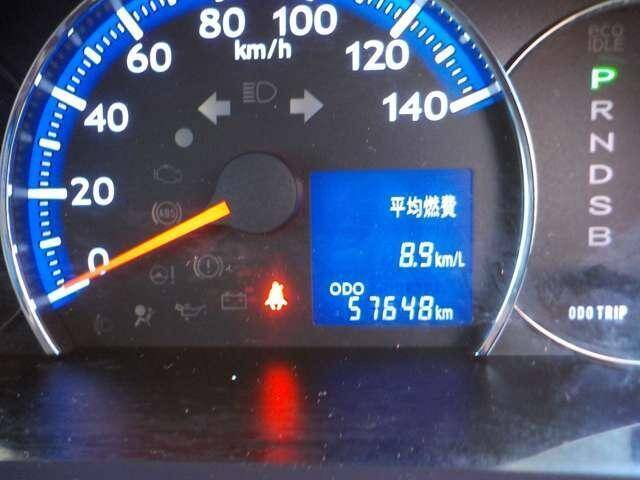 80 100
60 km/h 120
40 140
20
0
ABS
平均燃費
8.9km/L
ODO
57648km
eco
IDLE
P
R
N
D
S
B
ODO TRIP